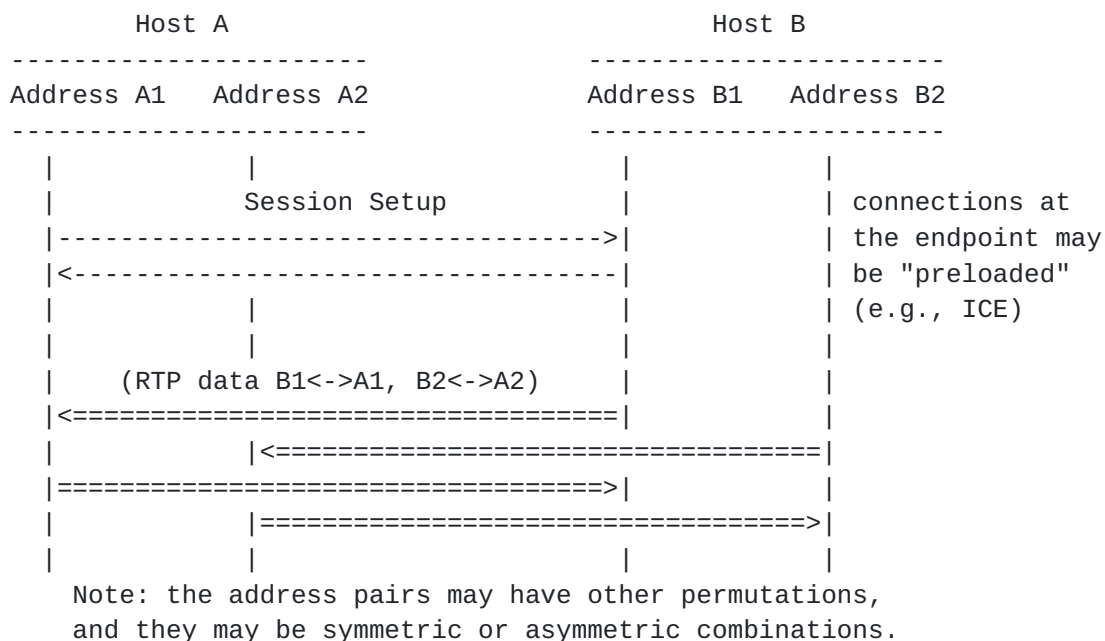 Host A Host B
----------------------- -----------------------
Address A1 Address A2 Address B1 Address B2
----------------------- -----------------------
| | | |
| Session Setup | | connections at
|----------------------------------->| | the endpoint may
|<-----------------------------------| | be "preloaded"
| | | | (e.g., ICE)
| | | |
| (RTP data B1<->A1, B2<->A2) | |
|<===================================| |
| |<===================================|
|===================================>| |
| |===================================>|
| | | |
Note: the address pairs may have other permutations,
and they may be symmetric or asymmetric combinations.